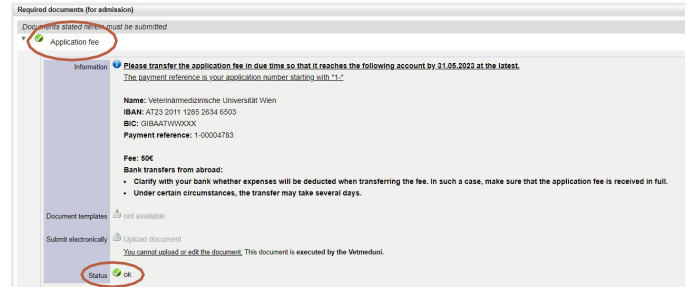 Required documents (for admission)
Documents stated herein must be submitted
Application fee
Information Please transfer the application fee in due time so that it reaches the following account by 31.05.2023 at the latest.
The payment reference is your application number starting with "1-"
Name: Veterinärmedizinische Universität Wien
IBAN: AT23 2011 1285 2634 6503
BIC: GIBAATWWXXX
Payment reference: 1-00004783
Fee: 50€
Bank transfers from abroad:
• Clarify with your bank whether expenses will be deducted when transferring the fee. In such a case, make sure that the application fee is received in full.
• Under certain circumstances, the transfer may take several days.
Document templates not available
Submit electronically Upload document
You cannot upload or edit the document. This document is executed by the Vetmeduni.
Status ok